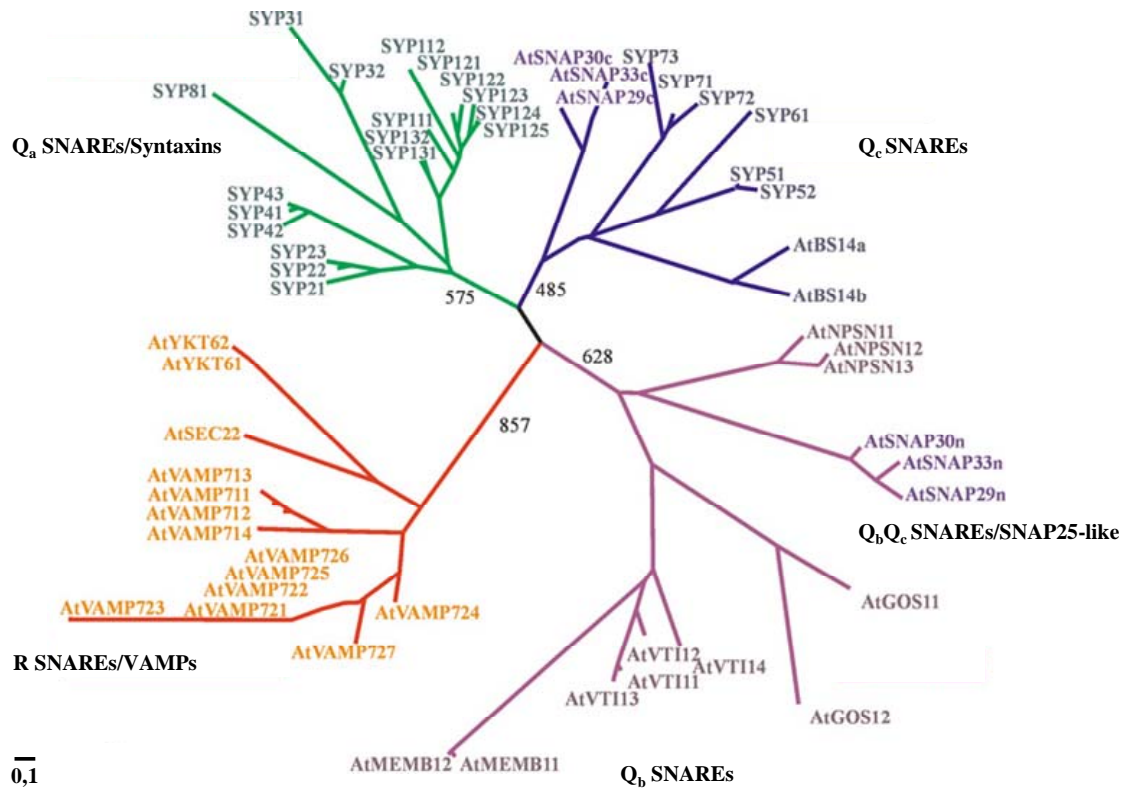 SYP31
SYP32
SYP81
SYP112
SYP121
SYP122
SYP123
SYP124
SYP125
SYP111
SYP132
SYP131
Qa SNAREs/Syntaxins
SYP43
SYP41
SYP42
SYP23
SYP22
SYP21
575
AtSNAP30c
AtSNAP33c
AtSNAP29c
SYP73
SYP71
SYP72
SYP61
Qc SNAREs
SYP51
SYP52
AtBS14a
AtBS14b
485
628
AtNPSN11
AtNPSN12
AtNPSN13
AtSNAP30n
AtSNAP33n
AtSNAP29n
QbQc SNAREs/SNAP25-like
AtYKT62
AtYKT61
857
AtSEC22
AtVAMP713
AtVAMP711
AtVAMP712
AtVAMP714
AtVAMP726
AtVAMP725
AtVAMP722
AtVAMP723
AtVAMP721
AtVAMP724
AtVAMP727
R SNAREs/VAMPs
AtGOS11
AtVTI12
AtVTI14
AtVTI11
AtVTI13
AtGOS12
AtMEMB12
AtMEMB11
Qb SNAREs
0,1